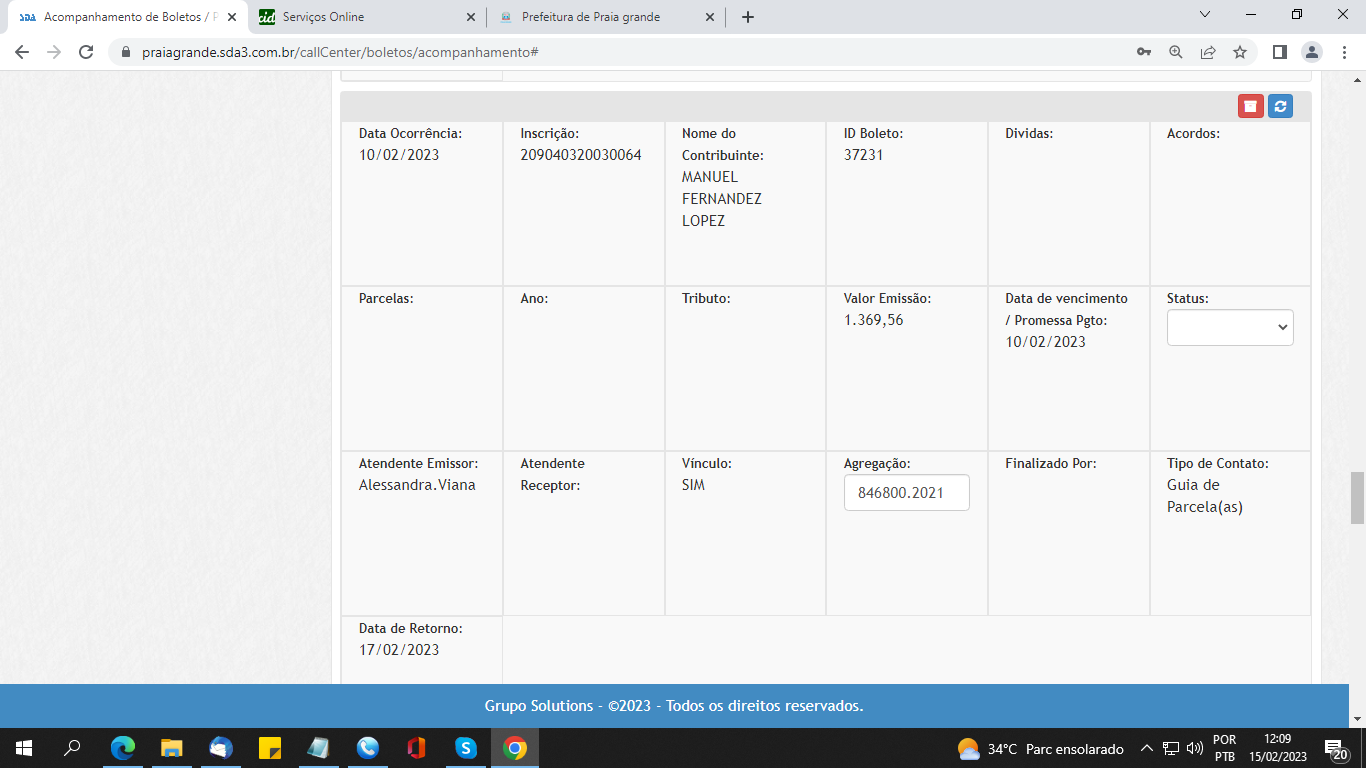 SDA Acompanhamento de Boletos / P
cid Serviços Online
Prefeitura de Praia grande
praiagrande.sda3.com.br/callCenter/boletos/acompanhamento#
Data Ocorrência:
10/02/2023
Inscrição:
209040320030064
Nome do
Contribuinte:
MANUEL
FERNANDEZ
LOPEZ
ID Boleto:
37231
Dividas:
Acordos:
Parcelas:
Ano:
Tributo:
Valor Emissão:
1.369,56
Data de vencimento
/ Promessa Pgto:
10/02/2023
Status:
Atendente Emissor:
Alessandra.Viana
Atendente
Receptor:
Vínculo:
SIM
Agregação:
846800.2021
Finalizado Por:
Tipo de Contato:
Guia de
Parcela(as)
Data de Retorno:
17/02/2023
Grupo Solutions - ©2023 - Todos os direitos reservados.
34°C Parc ensolarado
POR
PTB
12:09
15/02/2023
20